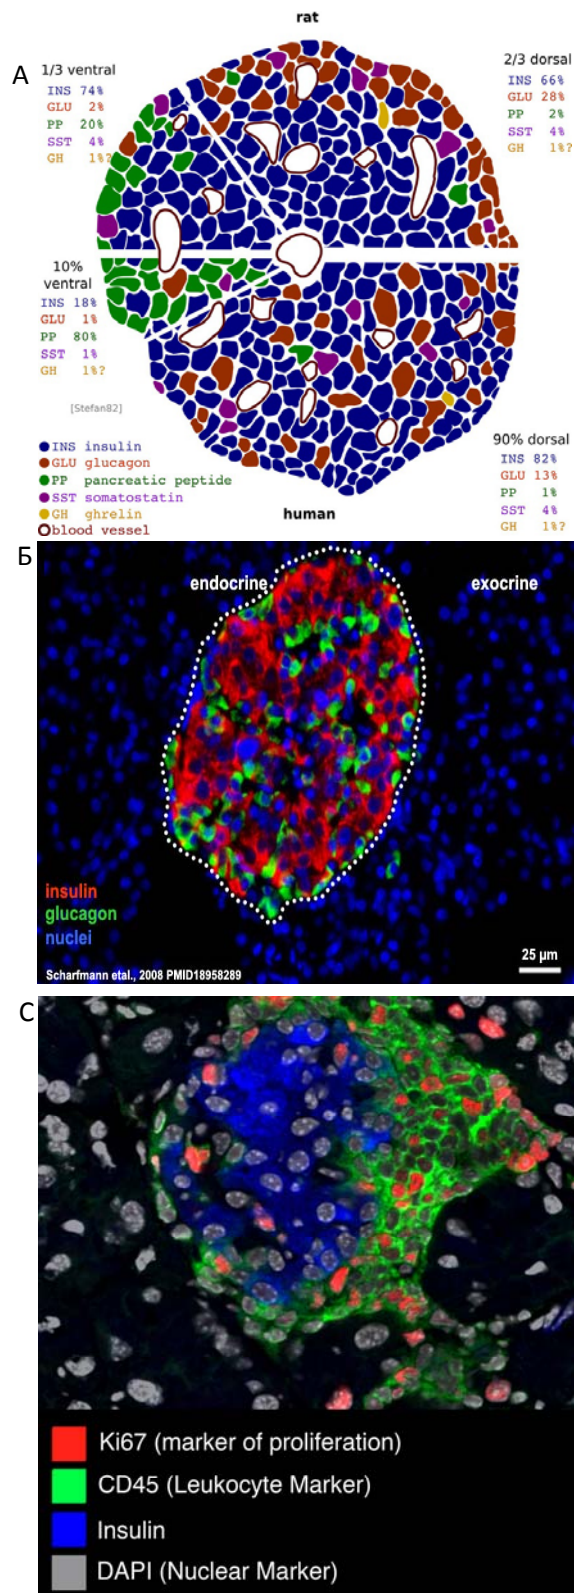 rat
А
1/3 ventral
INS 74%
GLU 2%
PP 20%
SST 4%
GH 1%?
2/3 dorsal
INS 66%
GLU 28%
PP 2%
SST 4%
GH 1%?
10%
ventral
INS 18%
GLU 1%
PP 80%
SST 1%
GH 1%?
[Stefan82]
INS insulin
GLU glucagon
PP pancreatic peptide
SST somatostatin
GH ghrelin
blood vessel
human
90% dorsal
INS 82%
GLU 13%
PP 1%
SST 4%
GH 1%?
Б
endocrine
exocrine
insulin
glucagon
nuclei
Scharfmann etal., 2008 PMID18958289
25 µm
С
Ki67 (marker of proliferation)
CD45 (Leukocyte Marker)
Insulin
DAPI (Nuclear Marker)